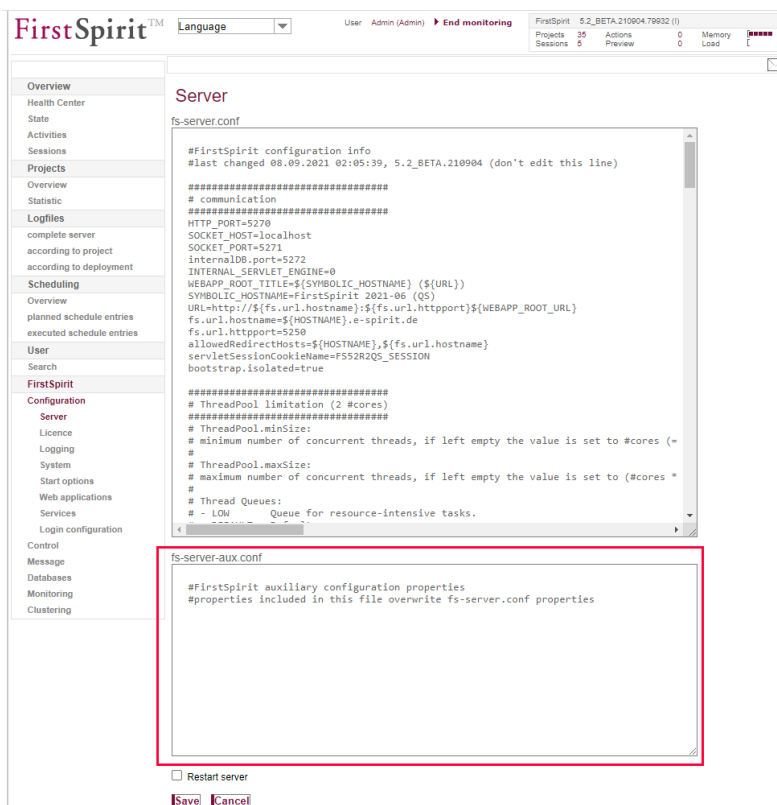 FirstSpirit™
Language
User Admin (Admin) End monitoring
FirstSpirit 5.2_BETA.210904.79932 (I)
Projects 35 Actions 0 Memory
Sessions 5 Preview 0 Load
Overview
Health Center
State
Activities
Sessions
Projects
Overview
Statistic
Logfiles
complete server
according to project
according to deployment
Scheduling
Overview
planned schedule entries
executed schedule entries
User
Search
FirstSpirit
Configuration
Server
Licence
Logging
System
Start options
Web applications
Services
Login configuration
Control
Message
Databases
Monitoring
Clustering
Server
fs-server.conf
#FirstSpirit configuration info
#last changed 08.09.2021 02:05:39, 5.2_BETA.210904 (don't edit this line)
##################################
# communication
##################################
HTTP_PORT=5270
SOCKET_HOST=localhost
SOCKET_PORT=5271
internalDB.port=5272
INTERNAL_SERVLET_ENGINE=0
WEBAPP_ROOT_TITLE=${SYMBOLIC_HOSTNAME} (${URL})
SYMBOLIC_HOSTNAME=FirstSpirit 2021-06 (QS)
URL=http://${fs.url.hostname}:${fs.url.httpport}${WEBAPP_ROOT_URL}
fs.url.hostname=${HOSTNAME}.e-spirit.de
fs.url.httpport=5250
allowedRedirectHosts=${HOSTNAME},${fs.url.hostname}
servletSessionCookieName=FS52R2QS_SESSION
bootstrap.isolated=true
##################################
# ThreadPool limitation (2 #cores)
##################################
# ThreadPool.minSize:
# minimum number of concurrent threads, if left empty the value is set to #cores (=
#
# ThreadPool.maxSize:
# maximum number of concurrent threads, if left empty the value is set to (#cores *
#
# Thread Queues:
# - LOW Queue for resource-intensive tasks.
fs-server-aux.conf
#FirstSpirit auxiliary configuration properties
#properties included in this file overwrite fs-server.conf properties
Restart server
Save Cancel